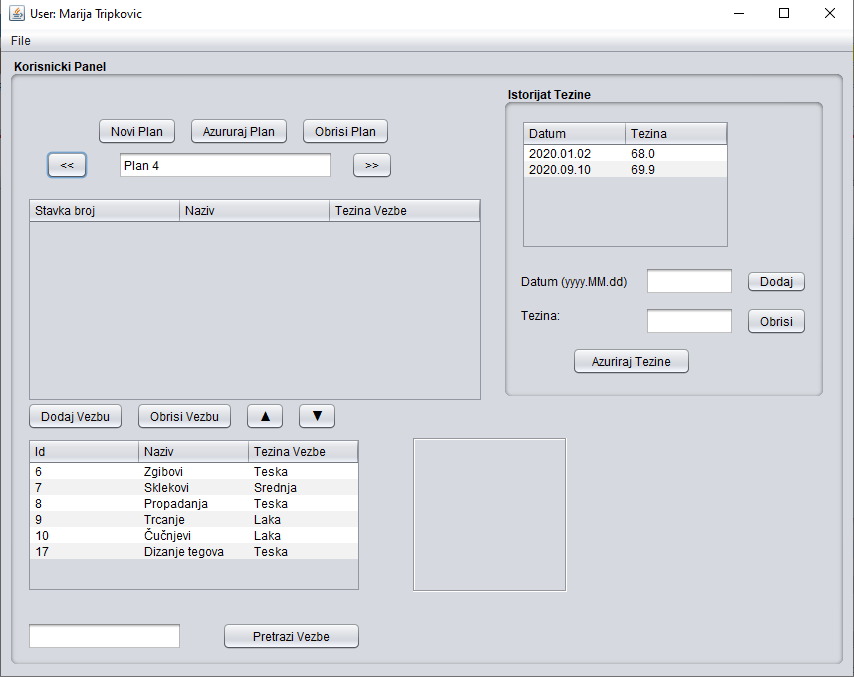 User: Marija Tripkovic
File
Korisnicki Panel
Novi Plan Azururaj Plan Obrisi Plan
<< Plan 4 >>
Stavka broj Naziv Tezina Vezbe
Dodaj Vezbu Obrisi Vezbu ▲ ▼
Id Naziv Tezina Vezbe
6 Zgibovi Teska
7 Sklekovi Srednja
8 Propadanja Teska
9 Trcanje Laka
10 Čučnjevi Laka
17 Dizanje tegova Teska
Pretrazi Vezbe
Istorijat Tezine
Datum Tezina
2020.01.02 68.0
2020.09.10 69.9
Datum (yyyy.MM.dd) Dodaj
Tezina: Obrisi
Azuriraj Tezine